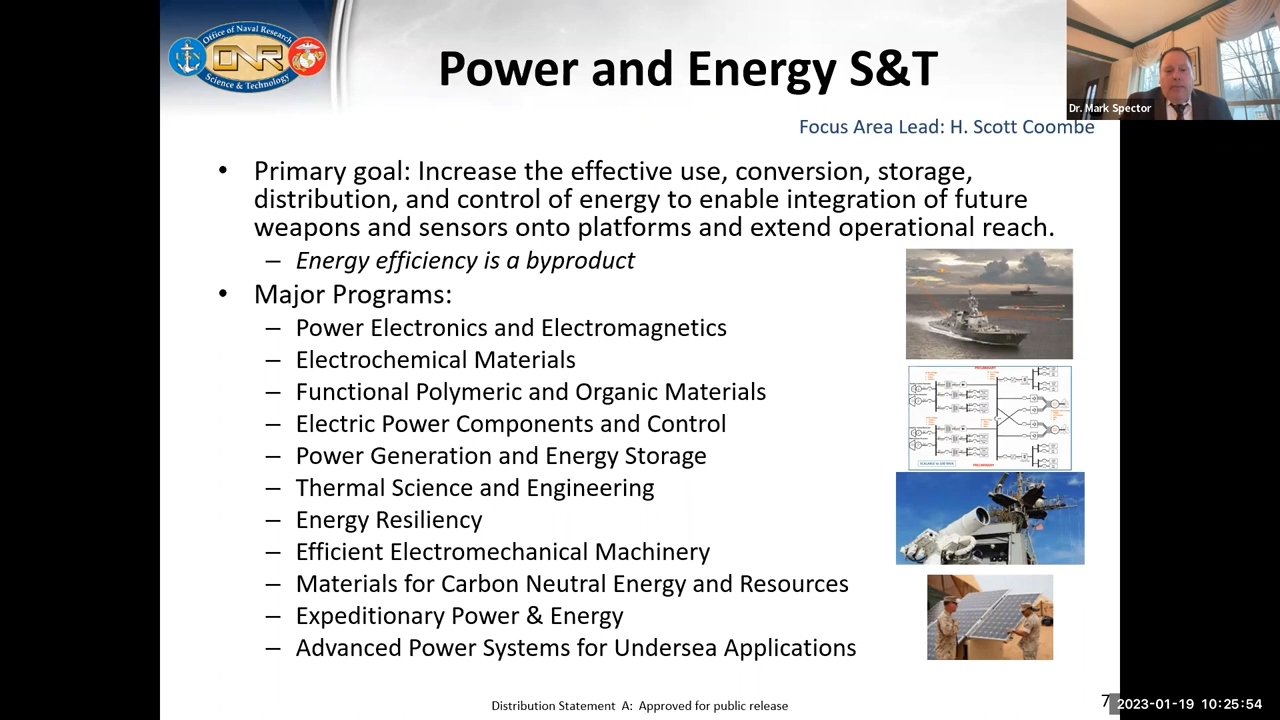 Office of Naval Research
ONR
Science & Technology
Power and Energy S&T
Dr. Mark Spector
Focus Area Lead: H. Scott Coombe
• Primary goal: Increase the effective use, conversion, storage,
distribution, and control of energy to enable integration of future
weapons and sensors onto platforms and extend operational reach.
– Energy efficiency is a byproduct
• Major Programs:
– Power Electronics and Electromagnetics
– Electrochemical Materials
– Functional Polymeric and Organic Materials
– Electric Power Components and Control
– Power Generation and Energy Storage
– Thermal Science and Engineering
– Energy Resiliency
– Efficient Electromechanical Machinery
– Materials for Carbon Neutral Energy and Resources
– Expeditionary Power & Energy
– Advanced Power Systems for Undersea Applications
PRELIMINARY
PRELIMINARY
Distribution Statement A: Approved for public release
7
2023-01-19 10:25:54